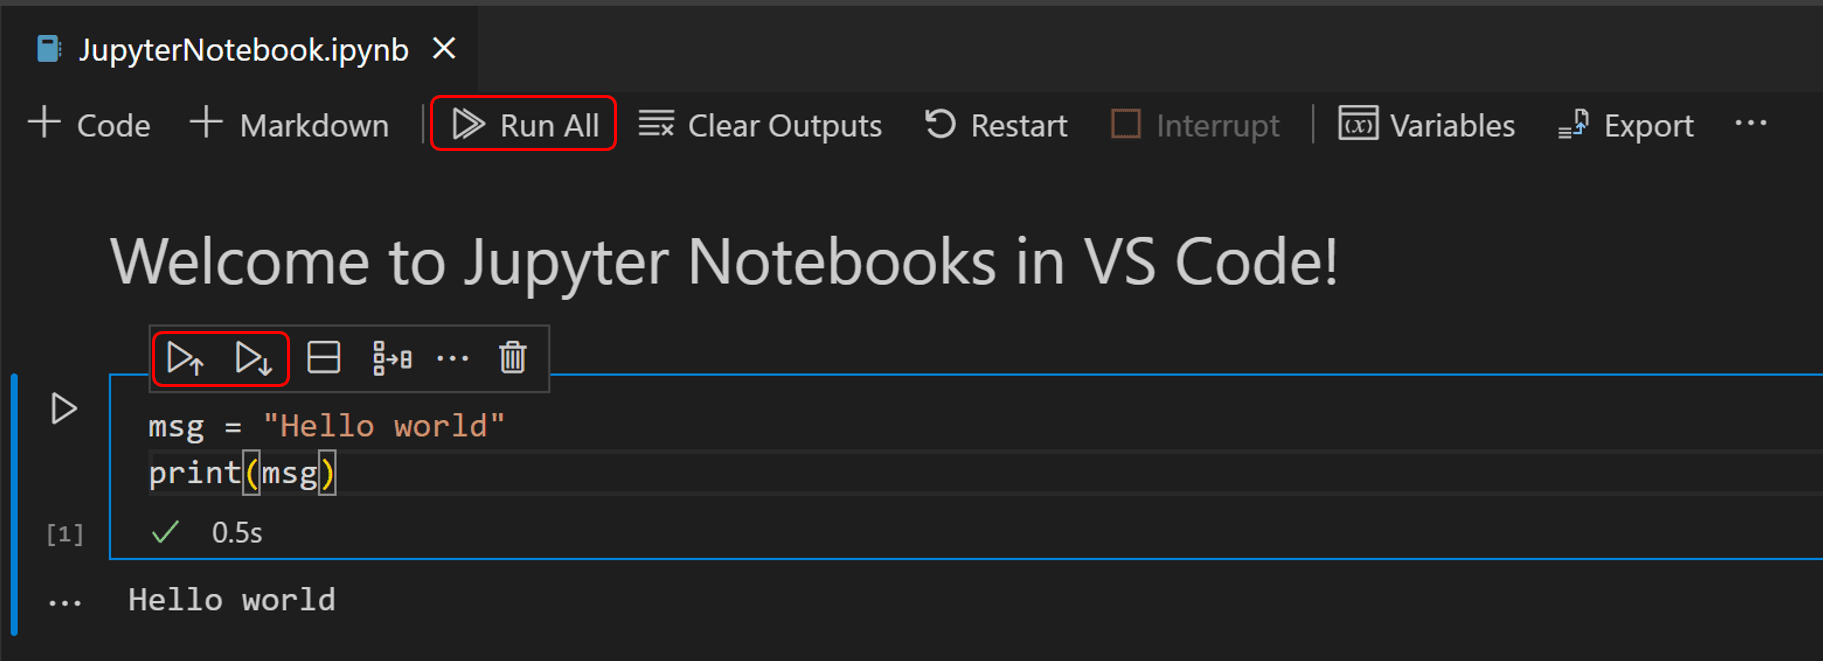 JupyterNotebook.ipynb
Code Markdown Run All Clear Outputs Restart Interrupt (x) Variables Export ...
Welcome to Jupyter Notebooks in VS Code!
...
msg = "Hello world"
print(msg)
[1] 0.5s
... Hello world